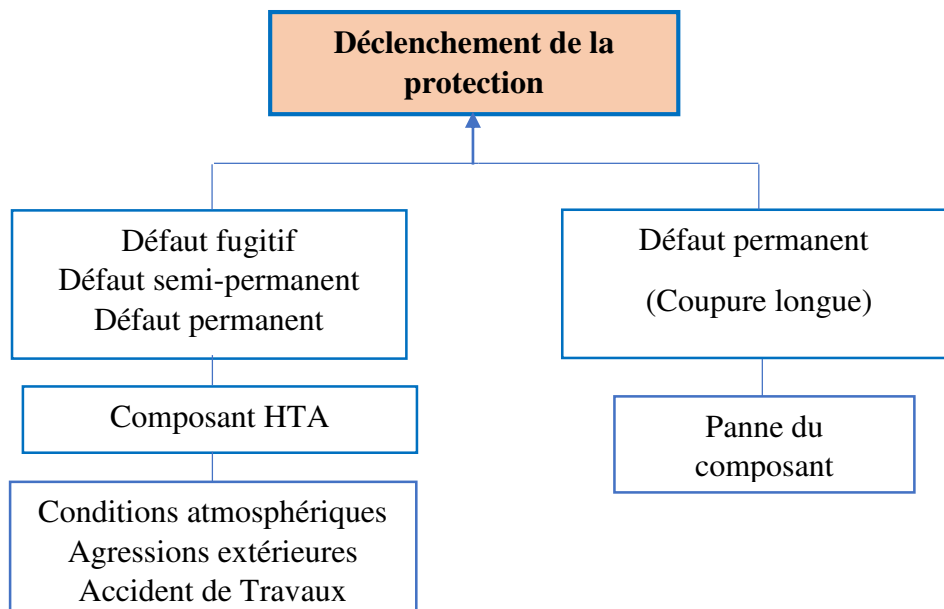 Déclenchement de la
protection
Défaut fugitif
Défaut semi-permanent
Défaut permanent
Défaut permanent
(Coupure longue)
Composant HTA
Panne du
composant
Conditions atmosphériques
Agressions extérieures
Accident de Travaux